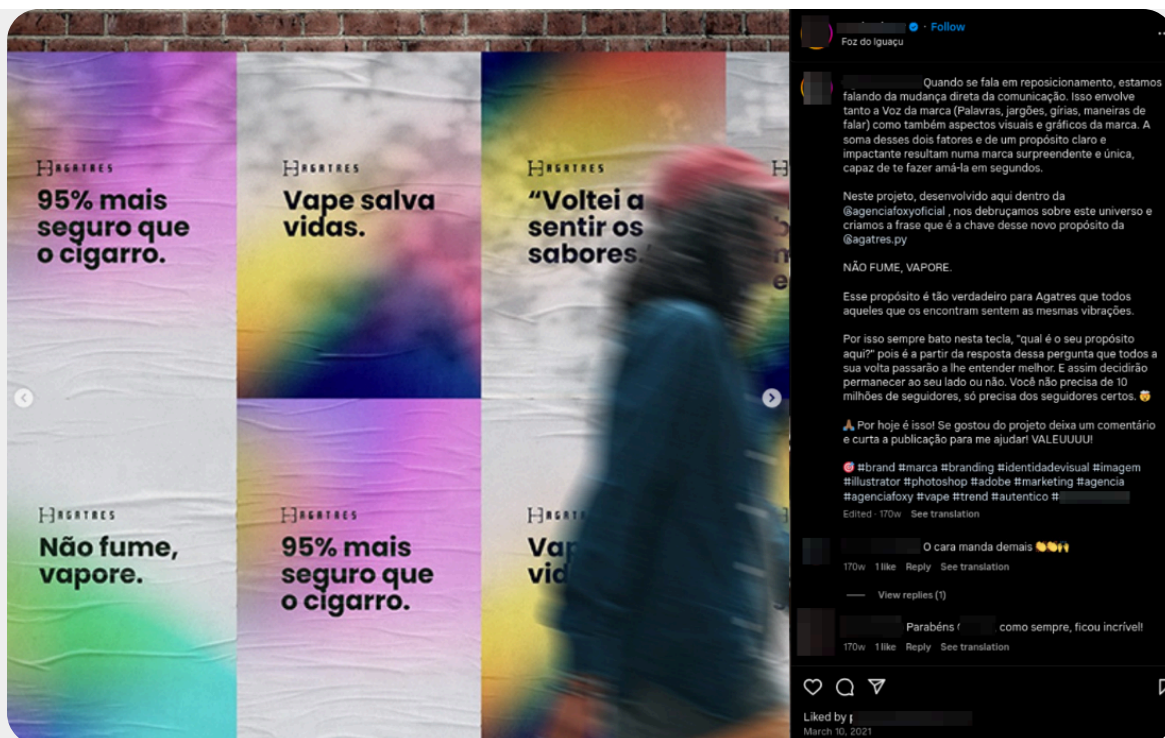 HAGATRES
95% mais
seguro que
o cigarro.
HAGATRES
Vape salva
vidas.
HAGATRES
“Voltei a
sentir os
sabores.
HAGATRES
Não fume,
vapore.
HAGATRES
95% mais
seguro que
o cigarro.
Vap
vid
· Follow
Foz do Iguaçu
Quando se fala em reposicionamento, estamos
falando da mudança direta da comunicação. Isso envolve
tanto a Voz da marca (Palavras, jargões, gírias, maneiras de
falar) como também aspectos visuais e gráficos da marca. A
soma desses dois fatores e de um propósito claro e
impactante resultam numa marca surpreendente e única,
capaz de te fazer amá-la em segundos.
Neste projeto, desenvolvido aqui dentro da
@agenciafoxyoficial , nos debruçamos sobre este universo e
criamos a frase que é a chave desse novo propósito da
@agatres.py
NÃO FUME, VAPORE.
Esse propósito é tão verdadeiro para Agatres que todos
aqueles que os encontram sentem as mesmas vibrações.
Por isso sempre bato nesta tecla, "qual é o seu propósito
aqui?" pois é a partir da resposta dessa pergunta que todos a
sua volta passarão a lhe entender melhor. E assim decidirão
permanecer ao seu lado ou não. Você não precisa de 10
milhões de seguidores, só precisa dos seguidores certos. 🤯
🙏🏽 Por hoje é isso! Se gostou do projeto deixa um comentário
e curta a publicação para me ajudar! VALEUUUU!
🎯 #brand #marca #branding #identidadevisual #imagem
#illustrator #photoshop #adobe #marketing #agencia
#agenciafoxy #vape #trend #autentico #
Edited · 170w See translation
O cara manda demais 👏👏🙌
170w 1 like Reply See translation
View replies (1)
Parabéns como sempre, ficou incrível!
170w 1 like Reply See translation
Liked by
March 10, 2021